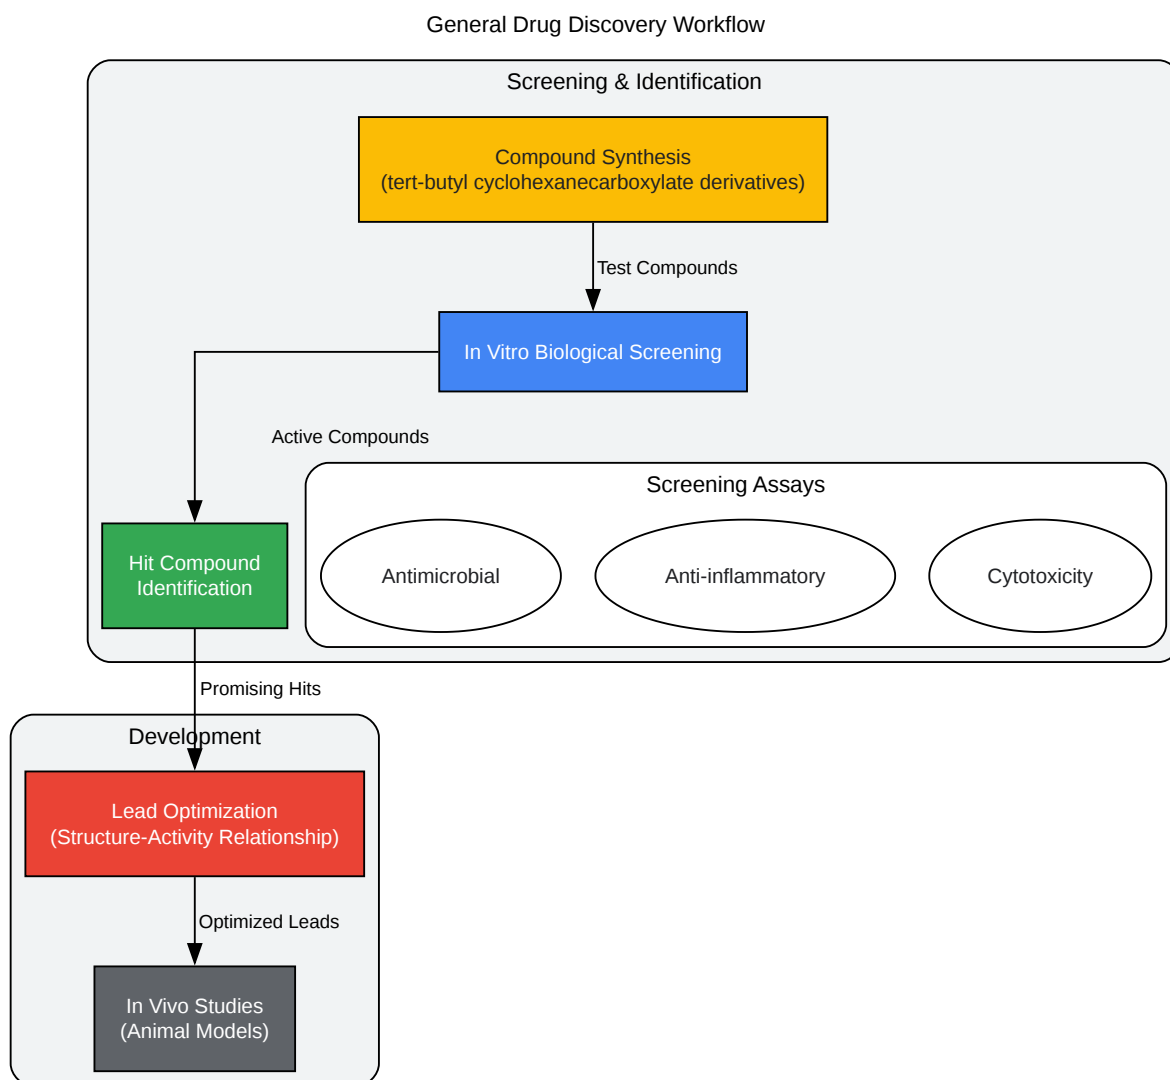 General Drug Discovery Workflow
Screening & Identification
Compound Synthesis
(tert-butyl cyclohexanecarboxylate derivatives)
Test Compounds
In Vitro Biological Screening
Active Compounds
Screening Assays
Hit Compound
Identification
Antimicrobial
Anti-inflammatory
Cytotoxicity
Promising Hits
Development
Lead Optimization
(Structure-Activity Relationship)
Optimized Leads
In Vivo Studies
(Animal Models)